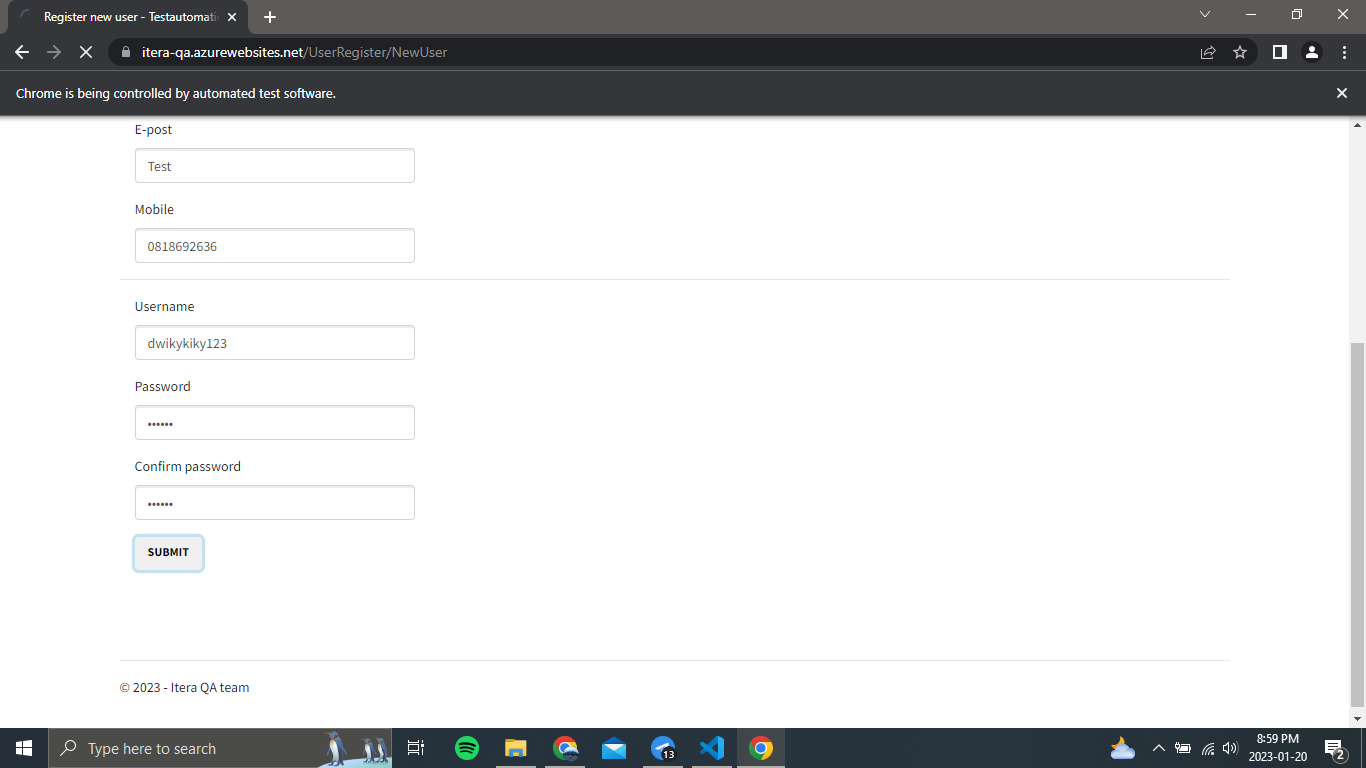 Register new user - Testautomati
itera-qa.azurewebsites.net/UserRegister/NewUser
Chrome is being controlled by automated test software.
E-post
Test
Mobile
0818692636
Username
dwikykiky123
Password
••••••
Confirm password
••••••
SUBMIT
© 2023 - Itera QA team
Type here to search
13
8:59 PM
2023-01-20
2